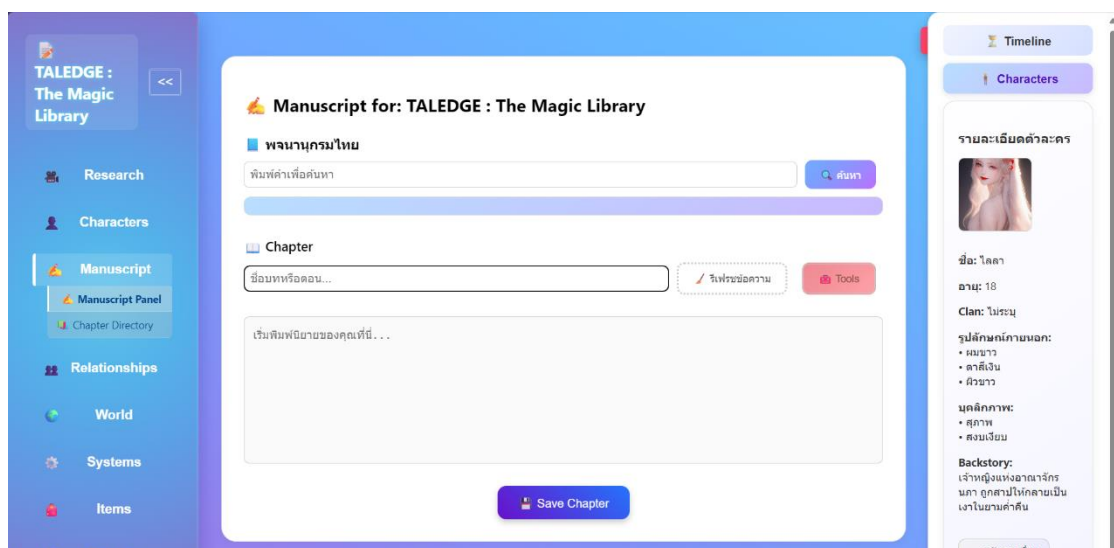 TALEDGE :
The Magic
Library
<<
Research
Characters
Manuscript
Manuscript Panel
Chapter Directory
Relationships
World
Systems
Items
Manuscript for: TALEDGE : The Magic Library
พจนานุกรมไทย
พิมพ์คำเพื่อค้นหา
ค้นหา
Chapter
ชื่อบทหรือตอน...
รีเฟรชข้อความ
Tools
เริ่มพิมพ์นิยายของคุณที่นี่...
Save Chapter
Timeline
Characters
รายละเอียดตัวละคร
ชื่อ: ไลลา
อายุ: 18
Clan: ไม่ระบุ
รูปลักษณ์ภายนอก:
• ผมขาว
• ตาสีเงิน
• ผิวขาว
บุคลิกภาพ:
• สุภาพ
• สงบเงียบ
Backstory:
เจ้าหญิงแห่งอาณาจักร
นภา ถูกสาปให้กลายเป็น
เงาในยามค่ำคืน